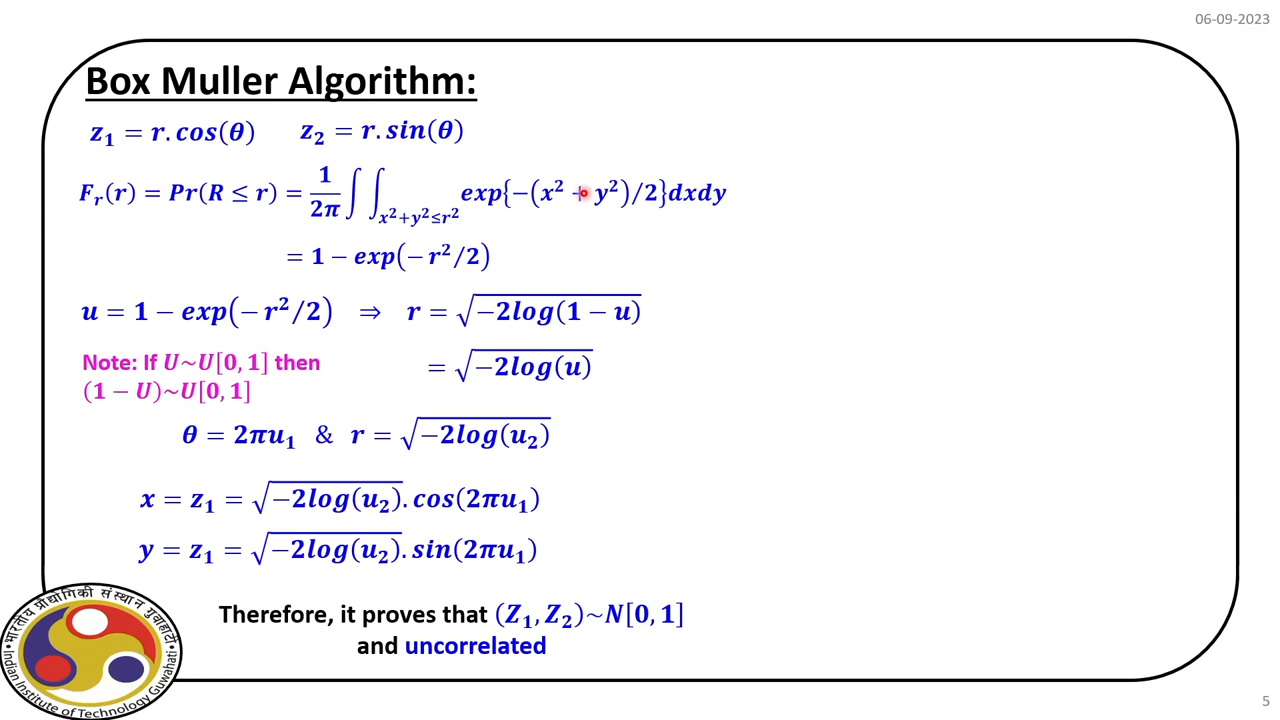 06-09-2023
Box Muller Algorithm:
z₁ = r.cos(θ) z₂ = r.sin(θ)
Fᵣ(r) = Pr(R ≤ r) = 1/2π ∫∫_{x²+y²≤r²} exp{−(x² + y²)/2}dxdy
= 1 − exp(− r²/2)
u = 1 − exp(− r²/2) ⇒ r = √(−2log(1 − u))
Note: If U~U[0, 1] then
(1 − U)~U[0, 1]
= √(−2log(u))
θ = 2πu₁ & r = √(−2log(u₂))
x = z₁ = √(−2log(u₂)).cos(2πu₁)
y = z₁ = √(−2log(u₂)).sin(2πu₁)
Therefore, it proves that (Z₁, Z₂)~N[0, 1]
and uncorrelated
भारतीय प्रौद्योगिकी संस्थान गुवाहाटी
Indian Institute of Technology Guwahati
5